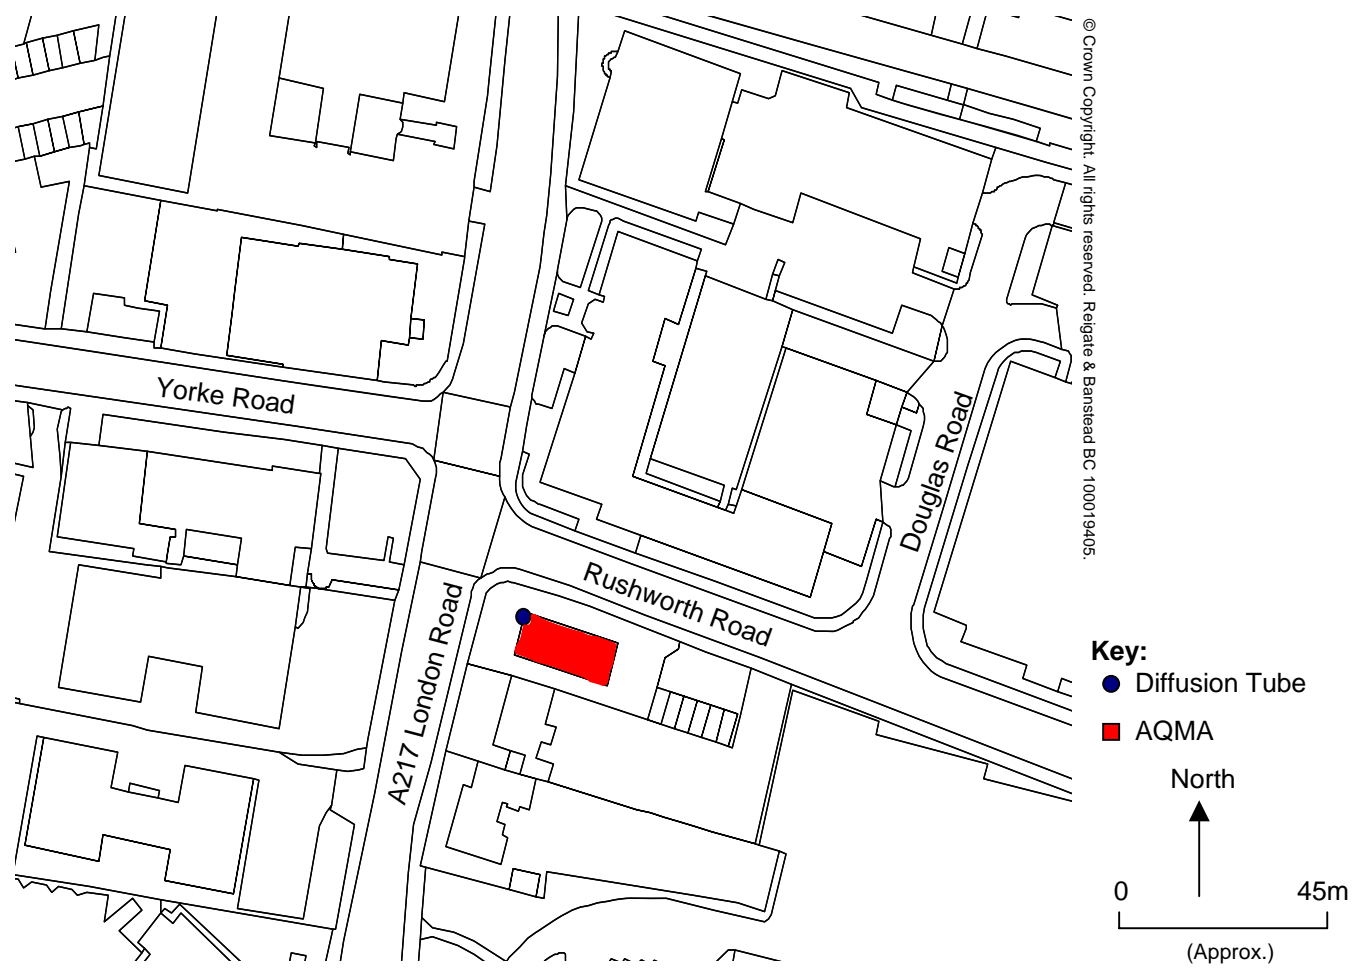 © Crown Copyright. All rights reserved. Reigate & Banstead BC 100019405.
Yorke Road
Douglas Road
Rushworth Road
A217 London Road
Key:
Diffusion Tube
AQMA
North
0 45m
(Approx.)